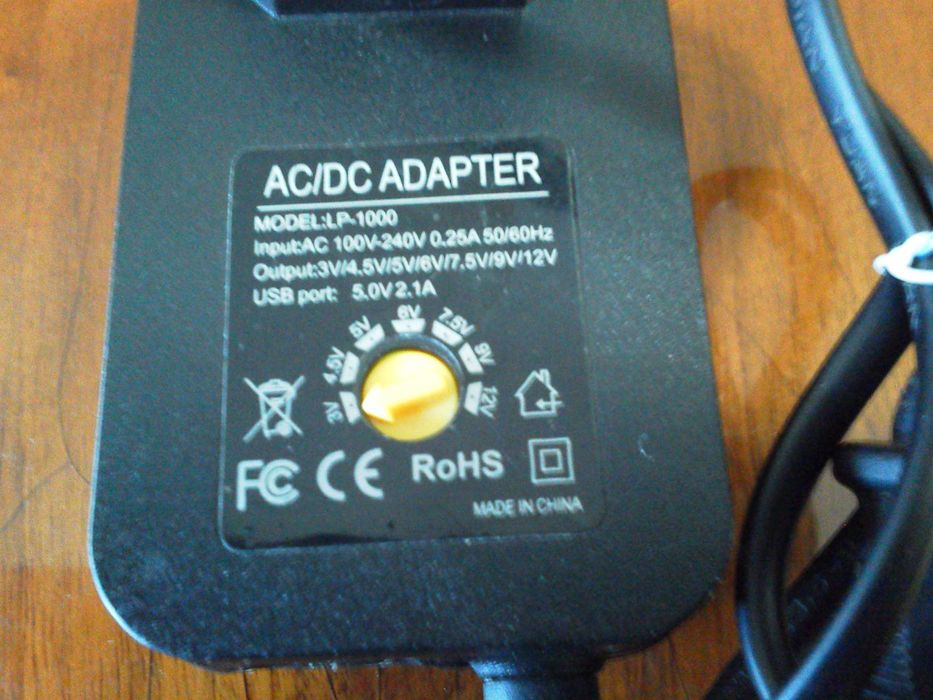 AC/DC ADAPTER
MODEL:LP-1000
Input:AC 100V-240V 0.25A 50/60Hz
Output:3V/4.5V/5V/6V/7.5V/9V/12V
USB port: 5.0V 2.1A
3V
4.5V
5V
6V
7.5V
9V
12V
FC CE RoHS
MADE IN CHINA